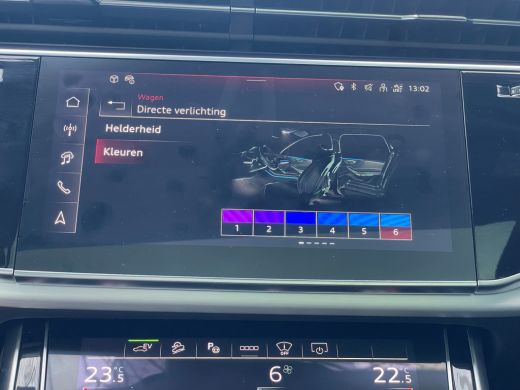 13:02
Wagen
Directe verlichting
Helderheid
Kleuren
1 2 3 4 5 6
EV P OFF
23.5 °C 6 22.5 °C